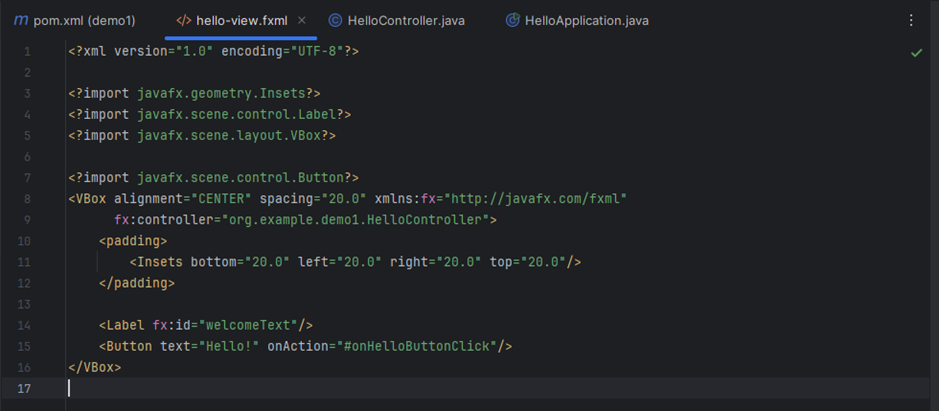 m pom.xml (demo1) </> hello-view.fxml × © HelloController.java © HelloApplication.java
1 <?xml version="1.0" encoding="UTF-8"?>
2
3 <?import javafx.geometry.Insets?>
4 <?import javafx.scene.control.Label?>
5 <?import javafx.scene.layout.VBox?>
6
7 <?import javafx.scene.control.Button?>
8 <VBox alignment="CENTER" spacing="20.0" xmlns:fx="http://javafx.com/fxml"
9 fx:controller="org.example.demo1.HelloController">
10 <padding>
11 <Insets bottom="20.0" left="20.0" right="20.0" top="20.0"/>
12 </padding>
13
14 <Label fx:id="welcomeText"/>
15 <Button text="Hello!" onAction="#onHelloButtonClick"/>
16 </VBox>
17